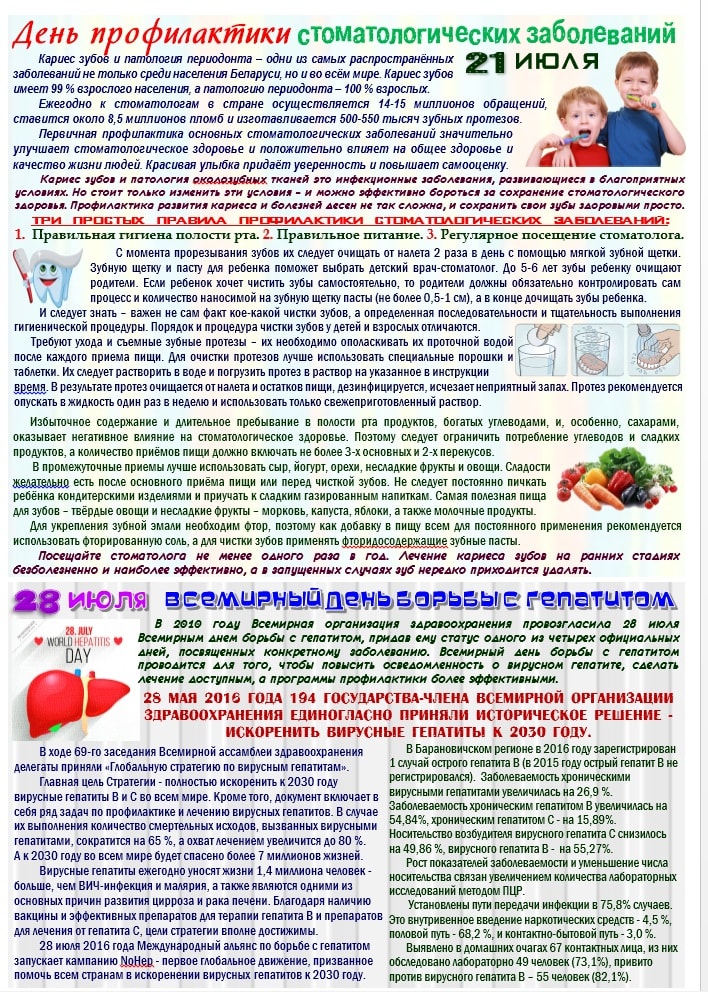 День профилактики стоматологических заболеваний
21 ИЮЛЯ
Кариес зубов и патология периодонта – одни из самых распространённых
заболеваний не только среди населения Беларуси, но и во всём мире. Кариес зубов
имеет 99 % взрослого населения, а патологию периодонта – 100 % взрослых.
Ежегодно к стоматологам в стране осуществляется 14-15 миллионов обращений,
ставится около 8,5 миллионов пломб и изготавливается 500-550 тысяч зубных протезов.
Первичная профилактика основных стоматологических заболеваний значительно
улучшает стоматологическое здоровье и положительно влияет на общее здоровье и
качество жизни людей. Красивая улыбка придаёт уверенность и повышает самооценку.
Кариес зубов и патология околозубных тканей это инфекционные заболевания, развивающиеся в благоприятных
условиях. Но стоит только изменить эти условия – и можно эффективно бороться за сохранение стоматологического
здоровья. Профилактика развития кариеса и болезней десен не так сложна, и сохранить свои зубы здоровыми просто.
ТРИ ПРОСТЫХ ПРАВИЛА ПРОФИЛАКТИКИ СТОМАТОЛОГИЧЕСКИХ ЗАБОЛЕВАНИЙ:
1. Правильная гигиена полости рта. 2. Правильное питание. 3. Регулярное посещение стоматолога.
С момента прорезывания зубов их следует очищать от налета 2 раза в день с помощью мягкой зубной щетки.
Зубную щетку и пасту для ребенка поможет выбрать детский врач-стоматолог. До 5-6 лет зубы ребенку очищают
родители. Если ребенок хочет чистить зубы самостоятельно, то родители должны обязательно контролировать сам
процесс и количество наносимой на зубную щетку пасты (не более 0,5-1 см), а в конце дочищать зубы ребенка.
И следует знать – важен не сам факт кое-какой чистки зубов, а определенная последовательность и тщательность выполнения
гигиенической процедуры. Порядок и процедура чистки зубов у детей и взрослых отличаются.
Требуют ухода и съемные зубные протезы – их необходимо ополаскивать их проточной водой
после каждого приема пищи. Для очистки протезов лучше использовать специальные порошки и
таблетки. Их следует растворить в воде и погрузить протез в раствор на указанное в инструкции
время. В результате протез очищается от налета и остатков пищи, дезинфицируется, исчезает неприятный запах. Протез рекомендуется
опускать в жидкость один раз в неделю и использовать только свежеприготовленный раствор.
Избыточное содержание и длительное пребывание в полости рта продуктов, богатых углеводами, и, особенно, сахарами,
оказывает негативное влияние на стоматологическое здоровье. Поэтому следует ограничить потребление углеводов и сладких
продуктов, а количество приёмов пищи должно включать не более 3-х основных и 2-х перекусов.
В промежуточные приемы лучше использовать сыр, йогурт, орехи, несладкие фрукты и овощи. Сладости
желательно есть после основного приёма пищи или перед чисткой зубов. Не следует постоянно пичкать
ребёнка кондитерскими изделиями и приучать к сладким газированным напиткам. Самая полезная пища
для зубов – твёрдые овощи и несладкие фрукты – морковь, капуста, яблоки, а также молочные продукты.
Для укрепления зубной эмали необходим фтор, поэтому как добавку в пищу всем для постоянного применения рекомендуется
использовать фторированную соль, а для чистки зубов применять фторидосодержащие зубные пасты.
Посещайте стоматолога не менее одного раза в год. Лечение кариеса зубов на ранних стадиях
безболезненно и наиболее эффективно, а в запущенных случаях зуб нередко приходится удалять.
28 ИЮЛЯ ВСЕМИРНЫЙ ДЕНЬ БОРЬБЫ С ГЕПАТИТОМ
28. JULY
WORLD HEPATITIS
DAY
В 2010 году Всемирная организация здравоохранения провозгласила 28 июля
Всемирным днем борьбы с гепатитом, придав ему статус одного из четырех официальных
дней, посвященных конкретному заболеванию. Всемирный день борьбы с гепатитом
проводится для того, чтобы повысить осведомленность о вирусном гепатите, сделать
лечение доступным, а программы профилактики более эффективными.
28 МАЯ 2016 ГОДА 194 ГОСУДАРСТВА-ЧЛЕНА ВСЕМИРНОЙ ОРГАНИЗАЦИИ
ЗДРАВООХРАНЕНИЯ ЕДИНОГЛАСНО ПРИНЯЛИ ИСТОРИЧЕСКОЕ РЕШЕНИЕ -
ИСКОРЕНИТЬ ВИРУСНЫЕ ГЕПАТИТЫ К 2030 ГОДУ.
В ходе 69-го заседания Всемирной ассамблеи здравоохранения
делегаты приняли «Глобальную стратегию по вирусным гепатитам».
Главная цель Стратегии - полностью искоренить к 2030 году
вирусные гепатиты В и С во всем мире. Кроме того, документ включает в
себя ряд задач по профилактике и лечению вирусных гепатитов. В случае
их выполнения количество смертельных исходов, вызванных вирусными
гепатитами, сократится на 65 %, а охват лечением увеличится до 80 %.
А к 2030 году во всем мире будет спасено более 7 миллионов жизней.
Вирусные гепатиты ежегодно уносят жизни 1,4 миллиона человек -
больше, чем ВИЧ-инфекция и малярия, а также являются одними из
основных причин развития цирроза и рака печени. Благодаря наличию
вакцины и эффективных препаратов для терапии гепатита В и препаратов
для лечения от гепатита С, цели стратегии вполне достижимы.
28 июля 2016 года Международный альянс по борьбе с гепатитом
запускает кампанию NoHep - первое глобальное движение, призванное
помочь всем странам в искоренении вирусных гепатитов к 2030 году.
В Барановичском регионе в 2016 году зарегистрирован
1 случай острого гепатита В (в 2015 году острый гепатит В не
регистрировался). Заболеваемость хроническими
вирусными гепатитами увеличилась на 26,9 %.
Заболеваемость хроническим гепатитом В увеличилась на
54,84%, хроническим гепатитом С - на 15,89%.
Носительство возбудителя вирусного гепатита С снизилось
на 49,86 %, вирусного гепатита В - на 55,27%.
Рост показателей заболеваемости и уменьшение числа
носительства связан увеличением количества лабораторных
исследований методом ПЦР.
Установлены пути передачи инфекции в 75,8% случаев.
Это внутривенное введение наркотических средств - 4,5 %,
половой путь - 68,2 %, и контактно-бытовой путь - 3,0 %.
Выявлено в домашних очагах 67 контактных лица, из них
обследовано лабораторно 49 человек (73,1%), привито
против вирусного гепатита В – 55 человек (82,1%).